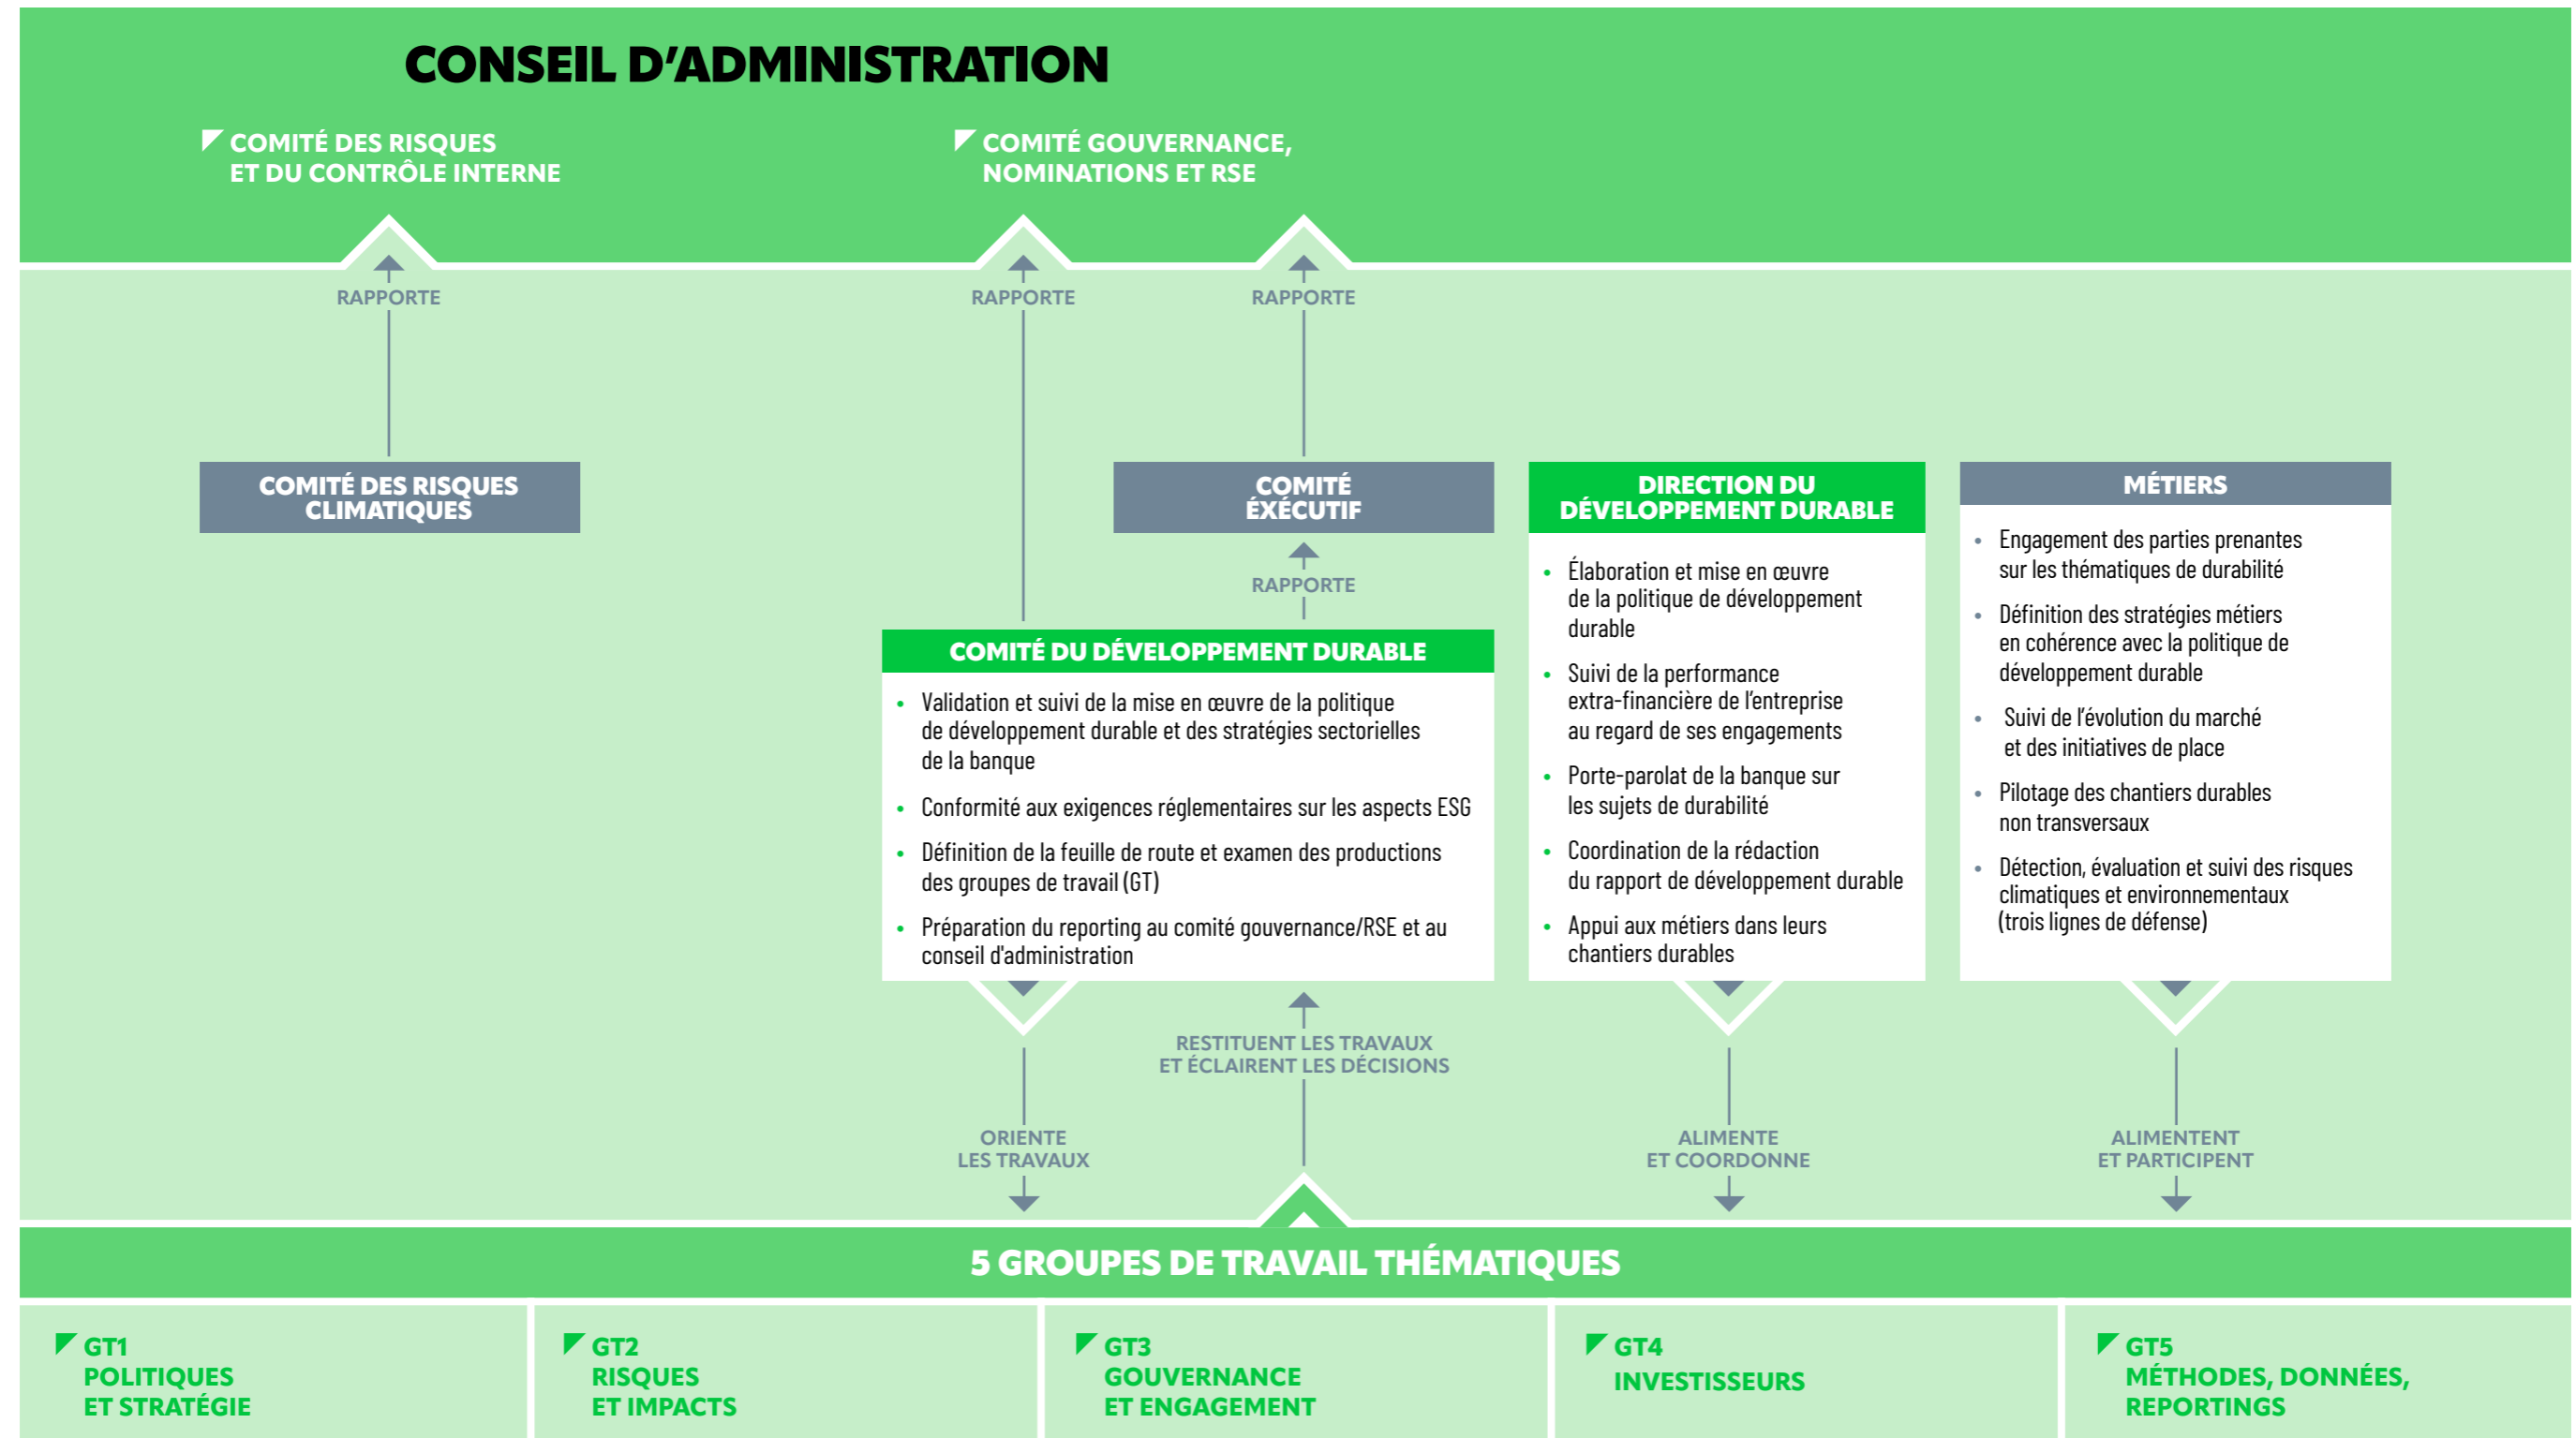 CONSEIL D'ADMINISTRATION
COMITÉ DES RISQUES
ET DU CONTRÔLE INTERNE
COMITÉ GOUVERNANCE,
NOMINATIONS ET RSE
RAPPORTE
RAPPORTE
RAPPORTE
COMITÉ DES RISQUES
CLIMATIQUES
COMITÉ
ÉXÉCUTIF
RAPPORTE
COMITÉ DU DÉVELOPPEMENT DURABLE
• Validation et suivi de la mise en œuvre de la politique
de développement durable et des stratégies sectorielles
de la banque
• Conformité aux exigences réglementaires sur les aspects ESG
• Définition de la feuille de route et examen des productions
des groupes de travail (GT)
• Préparation du reporting au comité gouvernance/RSE et au
conseil d'administration
DIRECTION DU
DÉVELOPPEMENT DURABLE
• Élaboration et mise en œuvre
de la politique de développement
durable
• Suivi de la performance
extra-financière de l'entreprise
au regard de ses engagements
• Porte-parolat de la banque sur
les sujets de durabilité
• Coordination de la rédaction
du rapport de développement durable
• Appui aux métiers dans leurs
chantiers durables
MÉTIERS
• Engagement des parties prenantes
sur les thématiques de durabilité
• Définition des stratégies métiers
en cohérence avec la politique de
développement durable
• Suivi de l'évolution du marché
et des initiatives de place
• Pilotage des chantiers durables
non transversaux
• Détection, évaluation et suivi des risques
climatiques et environnementaux
(trois lignes de défense)
RESTITUENT LES TRAVAUX
ET ÉCLAIRENT LES DÉCISIONS
ORIENTE
LES TRAVAUX
ALIMENTE
ET COORDONNE
ALIMENTENT
ET PARTICIPENT
5 GROUPES DE TRAVAIL THÉMATIQUES
GT1
POLITIQUES
ET STRATÉGIE
GT2
RISQUES
ET IMPACTS
GT3
GOUVERNANCE
ET ENGAGEMENT
GT4
INVESTISSEURS
GT5
MÉTHODES, DONNÉES,
REPORTINGS